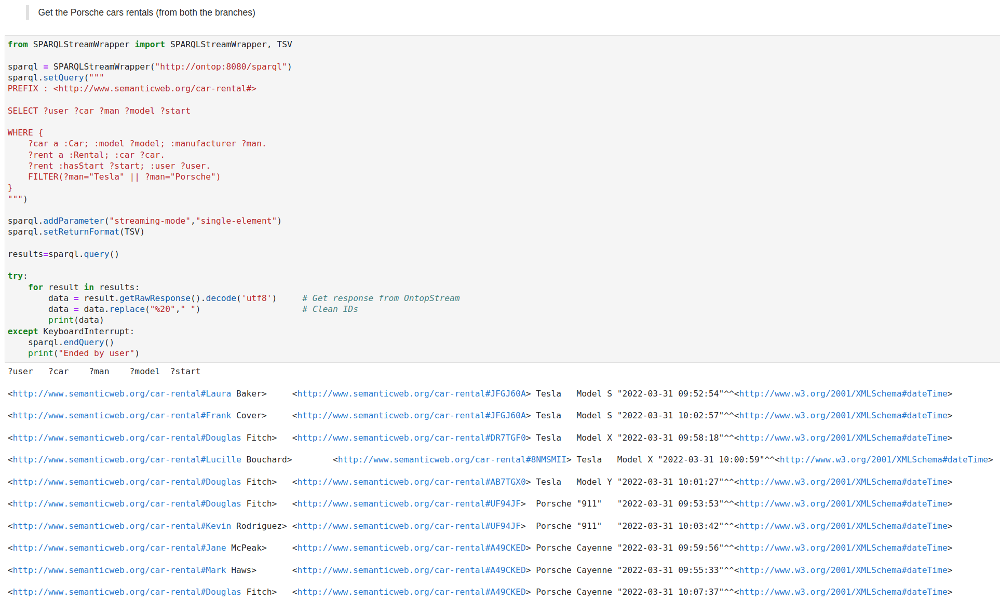 Get the Porsche cars rentals (from both the branches)
from SPARQLStreamWrapper import SPARQLStreamWrapper, TSV
sparql = SPARQLStreamWrapper("http://ontop:8080/sparql")
sparql.setQuery("""
PREFIX : <http://www.semanticweb.org/car-rental#>
SELECT ?user ?car ?man ?model ?start
WHERE {
    ?car a :Car; :model ?model; :manufacturer ?man.
    ?rent a :Rental; :car ?car.
    ?rent :hasStart ?start; :user ?user.
    FILTER(?man="Tesla" || ?man="Porsche")
}
""")
sparql.addParameter("streaming-mode","single-element")
sparql.setReturnFormat(TSV)
results=sparql.query()
try:
    for result in results:
        data = result.getRawResponse().decode('utf8')     # Get response from OntopStream
        data = data.replace("%20"," ")                    # Clean IDs
        print(data)
except KeyboardInterrupt:
    sparql.endQuery()
    print("Ended by user")
?user   ?car    ?man    ?model  ?start
<http://www.semanticweb.org/car-rental#Laura Baker>     <http://www.semanticweb.org/car-rental#JFGJ60A> Tesla   Model S "2022-03-31 09:52:54"^^<http://www.w3.org/2001/XMLSchema#dateTime>
<http://www.semanticweb.org/car-rental#Frank Cover>     <http://www.semanticweb.org/car-rental#JFGJ60A> Tesla   Model S "2022-03-31 10:02:57"^^<http://www.w3.org/2001/XMLSchema#dateTime>
<http://www.semanticweb.org/car-rental#Douglas Fitch>   <http://www.semanticweb.org/car-rental#DR7TGF0> Tesla   Model X "2022-03-31 09:58:18"^^<http://www.w3.org/2001/XMLSchema#dateTime>
<http://www.semanticweb.org/car-rental#Lucille Bouchard>        <http://www.semanticweb.org/car-rental#8NMSMII> Tesla   Model X "2022-03-31 10:00:59"^^<http://www.w3.org/2001/XMLSchema#dateTime>
<http://www.semanticweb.org/car-rental#Douglas Fitch>   <http://www.semanticweb.org/car-rental#AB7TGX0> Tesla   Model Y "2022-03-31 10:01:27"^^<http://www.w3.org/2001/XMLSchema#dateTime>
<http://www.semanticweb.org/car-rental#Douglas Fitch>   <http://www.semanticweb.org/car-rental#UF94JF>  Porsche "911"   "2022-03-31 09:53:53"^^<http://www.w3.org/2001/XMLSchema#dateTime>
<http://www.semanticweb.org/car-rental#Kevin Rodriguez> <http://www.semanticweb.org/car-rental#UF94JF>  Porsche "911"   "2022-03-31 10:03:42"^^<http://www.w3.org/2001/XMLSchema#dateTime>
<http://www.semanticweb.org/car-rental#Jane McPeak>     <http://www.semanticweb.org/car-rental#A49CKED> Porsche Cayenne "2022-03-31 09:59:56"^^<http://www.w3.org/2001/XMLSchema#dateTime>
<http://www.semanticweb.org/car-rental#Mark Haws>       <http://www.semanticweb.org/car-rental#A49CKED> Porsche Cayenne "2022-03-31 09:55:33"^^<http://www.w3.org/2001/XMLSchema#dateTime>
<http://www.semanticweb.org/car-rental#Douglas Fitch>   <http://www.semanticweb.org/car-rental#A49CKED> Porsche Cayenne "2022-03-31 10:07:37"^^<http://www.w3.org/2001/XMLSchema#dateTime>